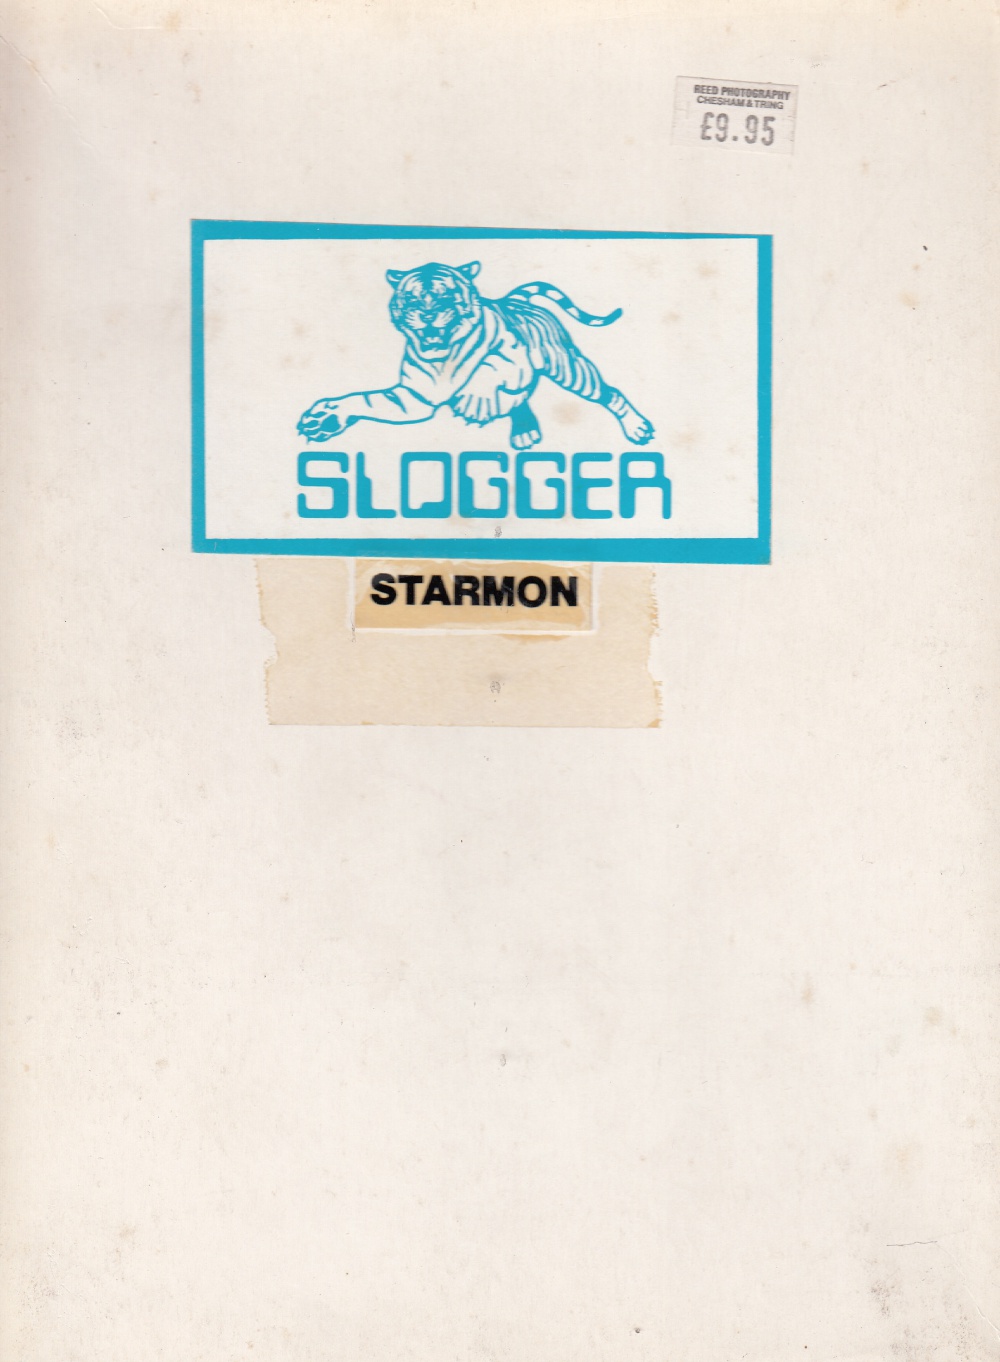 REED PHOTOGRAPHY
CHESHAM & TRING
£9.95
SLOGGER
STARMON